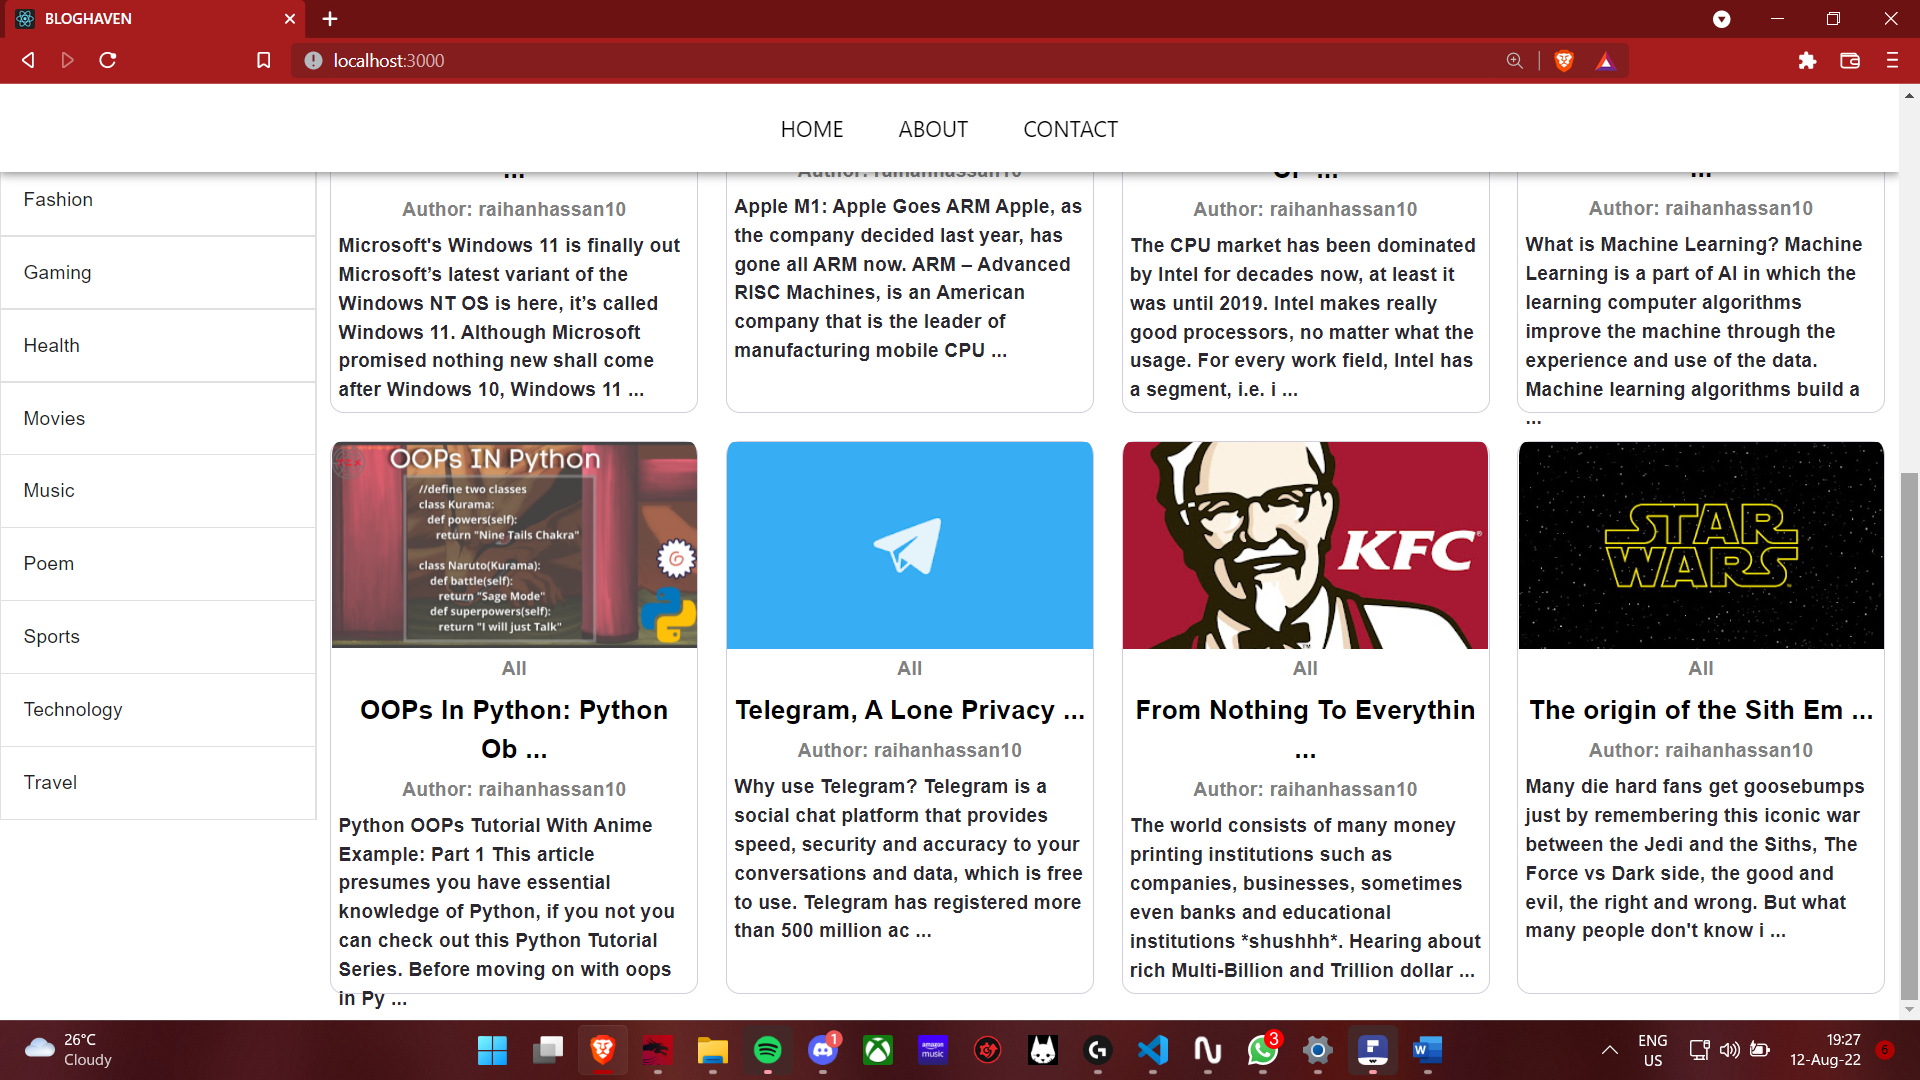 BLOGHAVEN
localhost:3000
HOME ABOUT CONTACT
Fashion
Gaming
Health
Movies
Music
Poem
Sports
Technology
Travel
...
Author: raihanhassan10
Microsoft's Windows 11 is finally out
Microsoft’s latest variant of the
Windows NT OS is here, it’s called
Windows 11. Although Microsoft
promised nothing new shall come
after Windows 10, Windows 11 ...
Author: raihanhassan10
Apple M1: Apple Goes ARM Apple, as
the company decided last year, has
gone all ARM now. ARM – Advanced
RISC Machines, is an American
company that is the leader of
manufacturing mobile CPU ...
Or ...
Author: raihanhassan10
The CPU market has been dominated
by Intel for decades now, at least it
was until 2019. Intel makes really
good processors, no matter what the
usage. For every work field, Intel has
a segment, i.e. i ...
...
Author: raihanhassan10
What is Machine Learning? Machine
Learning is a part of AI in which the
learning computer algorithms
improve the machine through the
experience and use of the data.
Machine learning algorithms build a
...
OOPs IN Python
//define two classes
class Kurama:
def powers(self):
return "Nine Tails Chakra"
class Naruto(Kurama):
def battle(self):
return "Sage Mode"
def superpowers(self):
return "I will just Talk"
All
OOPs In Python: Python
Ob ...
Author: raihanhassan10
Python OOPs Tutorial With Anime
Example: Part 1 This article
presumes you have essential
knowledge of Python, if you not you
can check out this Python Tutorial
Series. Before moving on with oops
in Py ...
All
Telegram, A Lone Privacy ...
Author: raihanhassan10
Why use Telegram? Telegram is a
social chat platform that provides
speed, security and accuracy to your
conversations and data, which is free
to use. Telegram has registered more
than 500 million ac ...
KFC®
TM
All
From Nothing To Everythin
...
Author: raihanhassan10
The world consists of many money
printing institutions such as
companies, businesses, sometimes
even banks and educational
institutions *shushhh*. Hearing about
rich Multi-Billion and Trillion dollar ...
STAR
WARS
All
The origin of the Sith Em ...
Author: raihanhassan10
Many die hard fans get goosebumps
just by remembering this iconic war
between the Jedi and the Siths, The
Force vs Dark side, the good and
evil, the right and wrong. But what
many people don't know i ...
26°C
Cloudy
1
amazon
music
3
ENG
US
19:27
12-Aug-22
6